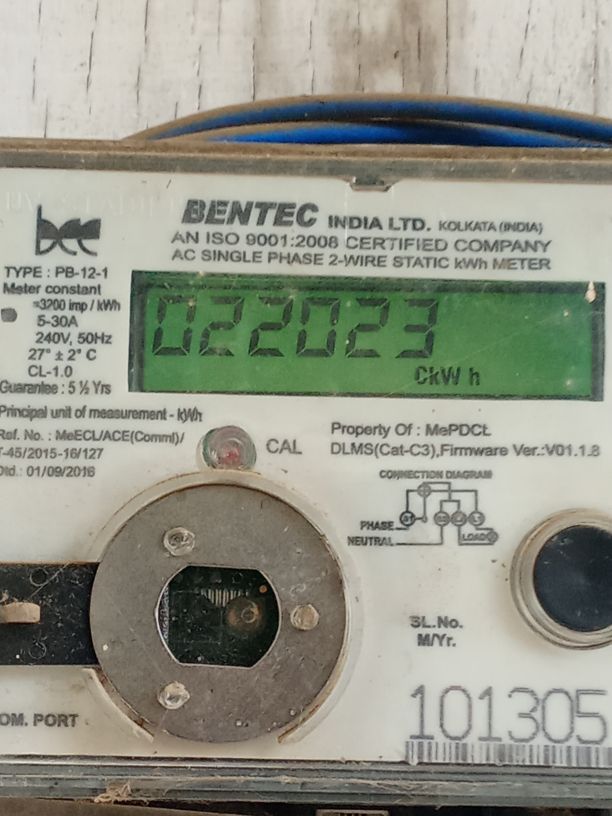 bcc
BENTEC INDIA LTD. KOLKATA (INDIA)
AN ISO 9001:2008 CERTIFIED COMPANY
AC SINGLE PHASE 2-WIRE STATIC kWh METER
TYPE : PB-12-1
Meter constant
=3200 imp / kWh
5-30A
240V, 50Hz
27° ± 2° C
CL-1.0
Guarantee : 5 ½ Yrs
022023
CkW h
Principal unit of measurement - kWh
Ref. No. : MeECL/ACE(Comml)/
T-45/2015-16/127
Dtd.: 01/09/2016
CAL
Property Of : MePDCL
DLMS(Cat-C3),Firmware Ver.:V01.1.8
CONNECTION DIAGRAM
PHASE
NEUTRAL
LOAD
SL.No.
M/Yr.
OM. PORT
101305